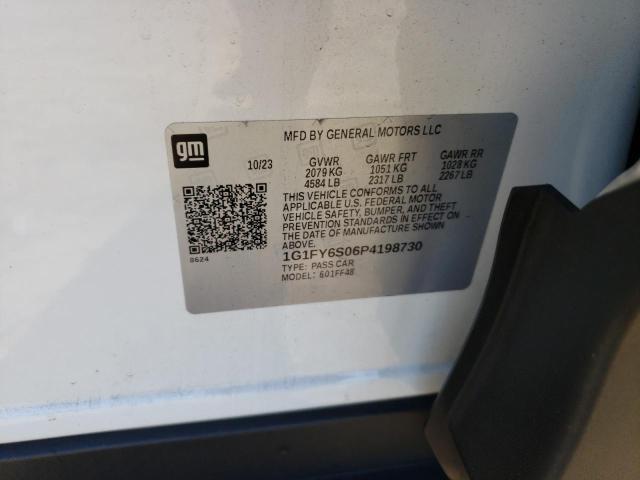 gm
MFD BY GENERAL MOTORS LLC
10/23 GVWR GAWR FRT GAWR RR
2079 KG 1051 KG 1028 KG
4584 LB 2317 LB 2267 LB
THIS VEHICLE CONFORMS TO ALL
APPLICABLE U.S. FEDERAL MOTOR
VEHICLE SAFETY, BUMPER, AND THEFT
PREVENTION STANDARDS IN EFFECT ON
THE DATE OF MANUFACTURE SHOWN
ABOVE.
8624
1G1FY6S06P4198730
TYPE: PASS CAR
MODEL: 601FF48